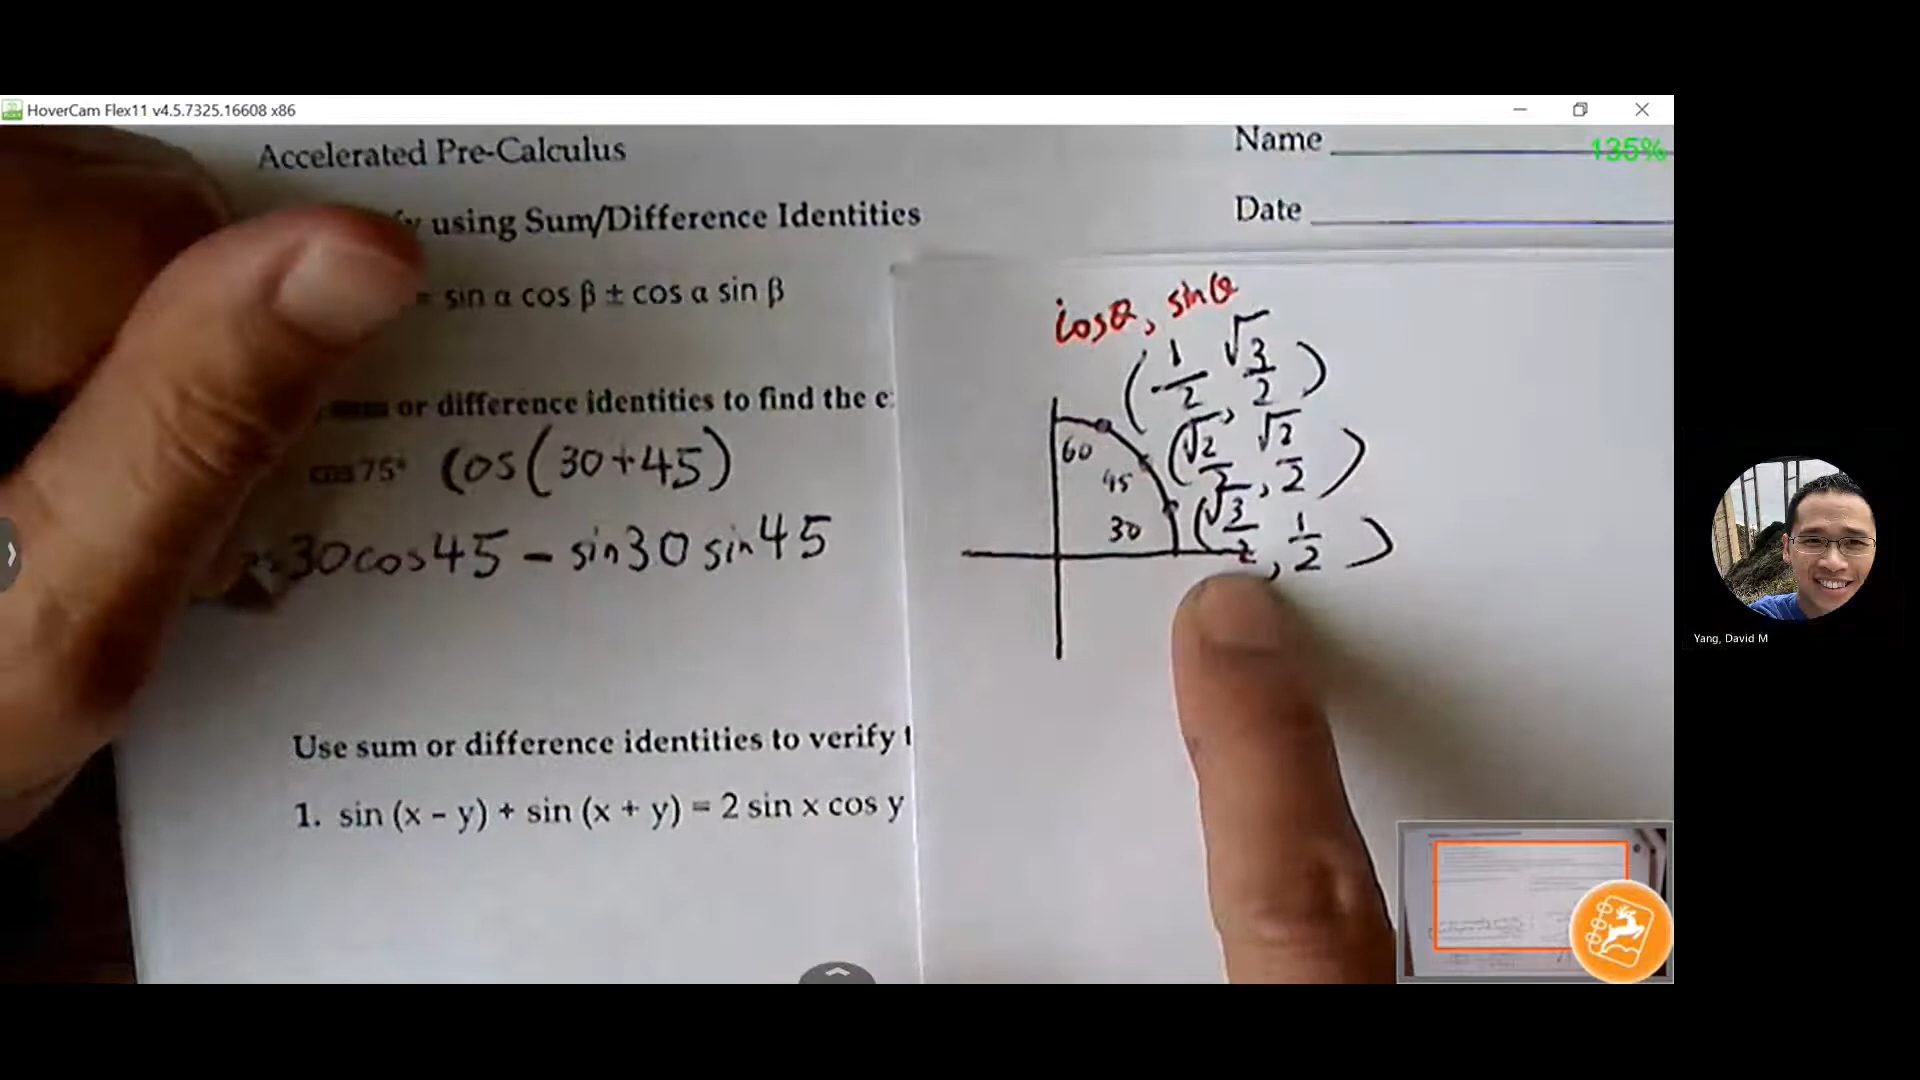 HoverCam Flex11 v4.5.7325.16608 x86
Accelerated Pre-Calculus
Name
135%
using Sum/Difference Identities
Date
= sin α cos β ± cos α sin β
cosθ, sinθ
(1/2, √3/2)
or difference identities to find the
cos 75° cos(30+45)
60
(√2/2, √2/2)
45
30cos45 - sin30 sin45
30
(√3/2, 1/2)
Use sum or difference identities to verify
1. sin (x - y) + sin (x + y) = 2 sin x cos y
Yang, David M